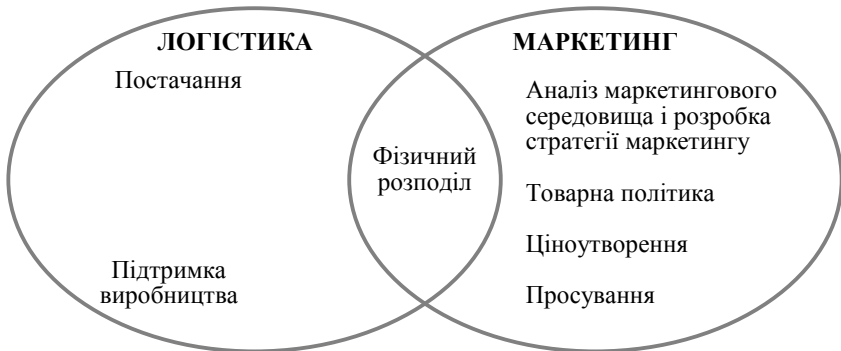 ЛОГІСТИКА
Постачання
Підтримка
виробництва
Фізичний
розподіл
МАРКЕТИНГ
Аналіз маркетингового
середовища і розробка
стратегії маркетингу
Товарна політика
Ціноутворення
Просування